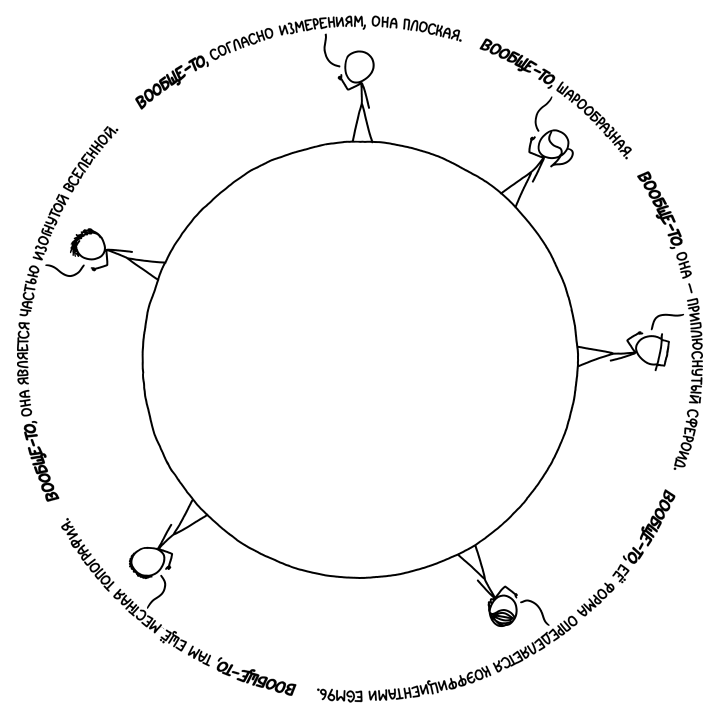 ВООБЩЕ-ТО, СОГЛАСНО ИЗМЕРЕНИЯМ, ОНА ПЛОСКАЯ.
ВООБЩЕ-ТО, ШАРООБРАЗНАЯ.
ВООБЩЕ-ТО, ОНА – ПРИПЛЮСНУТЫЙ СФЕРОИД.
ВООБЩЕ-ТО, ЕЁ ФОРМА ОПРЕДЕЛЯЕТСЯ КОЭФФИЦИЕНТАМИ EGM96.
ВООБЩЕ-ТО, ТАМ ЕЩЁ МЕСТНАЯ ТОПОГРАФИЯ.
ВООБЩЕ-ТО, ОНА ЯВЛЯЕТСЯ ЧАСТЬЮ ИЗОГНУТОЙ ВСЕЛЕННОЙ.